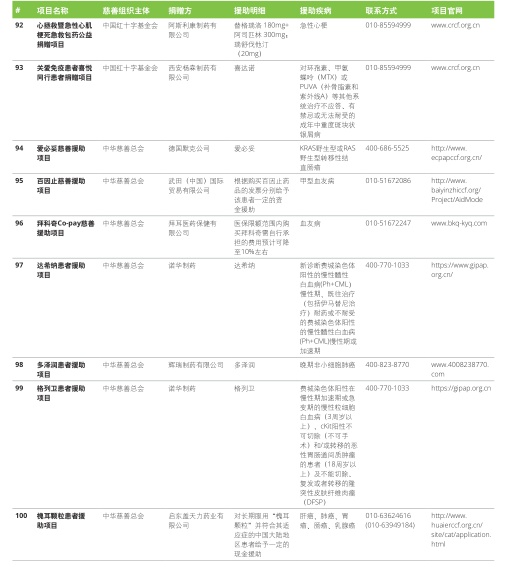 # 项目名称 慈善组织主体 捐赠方 援助明细 援助疾病 联系方式 项目官网
92 心拯救暨急性心肌梗死急救包药公益捐赠项目 中国红十字基金会 阿斯利康制药有限公司 替格瑞洛 180mg+阿司匹林 300mg+瑞舒伐他汀(20mg) 急性心梗 010-85594999 www.crcf.org.cn
93 关爱免疫患者喜悦同行患者捐赠项目 中国红十字基金会 西安杨森制药有限公司 喜达诺 对环孢素、甲氨蝶呤（MTX）或PUVA（补骨脂素和紫外线A）等其他系统治疗不应答、有禁忌或无法耐受的成年中重度斑块状银屑病 010-85594999 www.crcf.org.cn
94 爱必妥慈善援助项目 中华慈善总会 德国默克公司 爱必妥 KRAS野生型或RAS野生型转移性结直肠癌 400-686-5525 http://www.ecpapccf.org.cn/
95 百因止慈善援助项目 中华慈善总会 武田（中国）国际贸易有限公司 根据购买百因止药品的发票分别给予该患者一定的资金援助 甲型血友病 010-51672086 http://www.baiyinzhiccf.org/Project/AidMode
96 拜科奇Co-pay慈善援助项目 中华慈善总会 拜耳医药保健有限公司 医保限额范围内购买拜科奇需自行承担的费用预计可降至10%左右 血友病 010-51672247 www.bkq-kyq.com
97 达希纳患者援助项目 中华慈善总会 诺华制药 达希纳 新诊断费城染色体阳性的慢性髓性白血病(Ph+CML)慢性期、既往治疗（包括伊马替尼治疗）耐药或不耐受的费城染色体阳性的慢性髓性白血病(Ph+CML)慢性期或加速期 400-770-1033 https://www.gipap.org.cn/
98 多泽润患者援助项目 中华慈善总会 辉瑞制药有限公司 多泽润 晚期非小细胞肺癌 400-823-8770 www.4008238770.com
99 格列卫患者援助项目 中华慈善总会 诺华制药 格列卫 费城染色体阳性在慢性期加速期或急变期的慢性粒细胞白血病（3周岁以上）、cKit阳性不可切除（不可手术）和/或转移的恶性胃肠道间质肿瘤的患者（18周岁以上）及不能切除、复发或者转移的隆突性皮肤纤维肉瘤（DFSP） 400-770-1033 https://gipap.org.cn
100 槐耳颗粒患者援助项目 中华慈善总会 启东盖天力药业有限公司 对长期服用“槐耳颗粒”并符合其适应症的中国大陆地区患者给予一定的现金援助 肝癌、肺癌、胃癌、肠癌、乳腺癌 010-63624616 (010-63949184) http://www.huaierccf.org.cn/site/cat/application.html